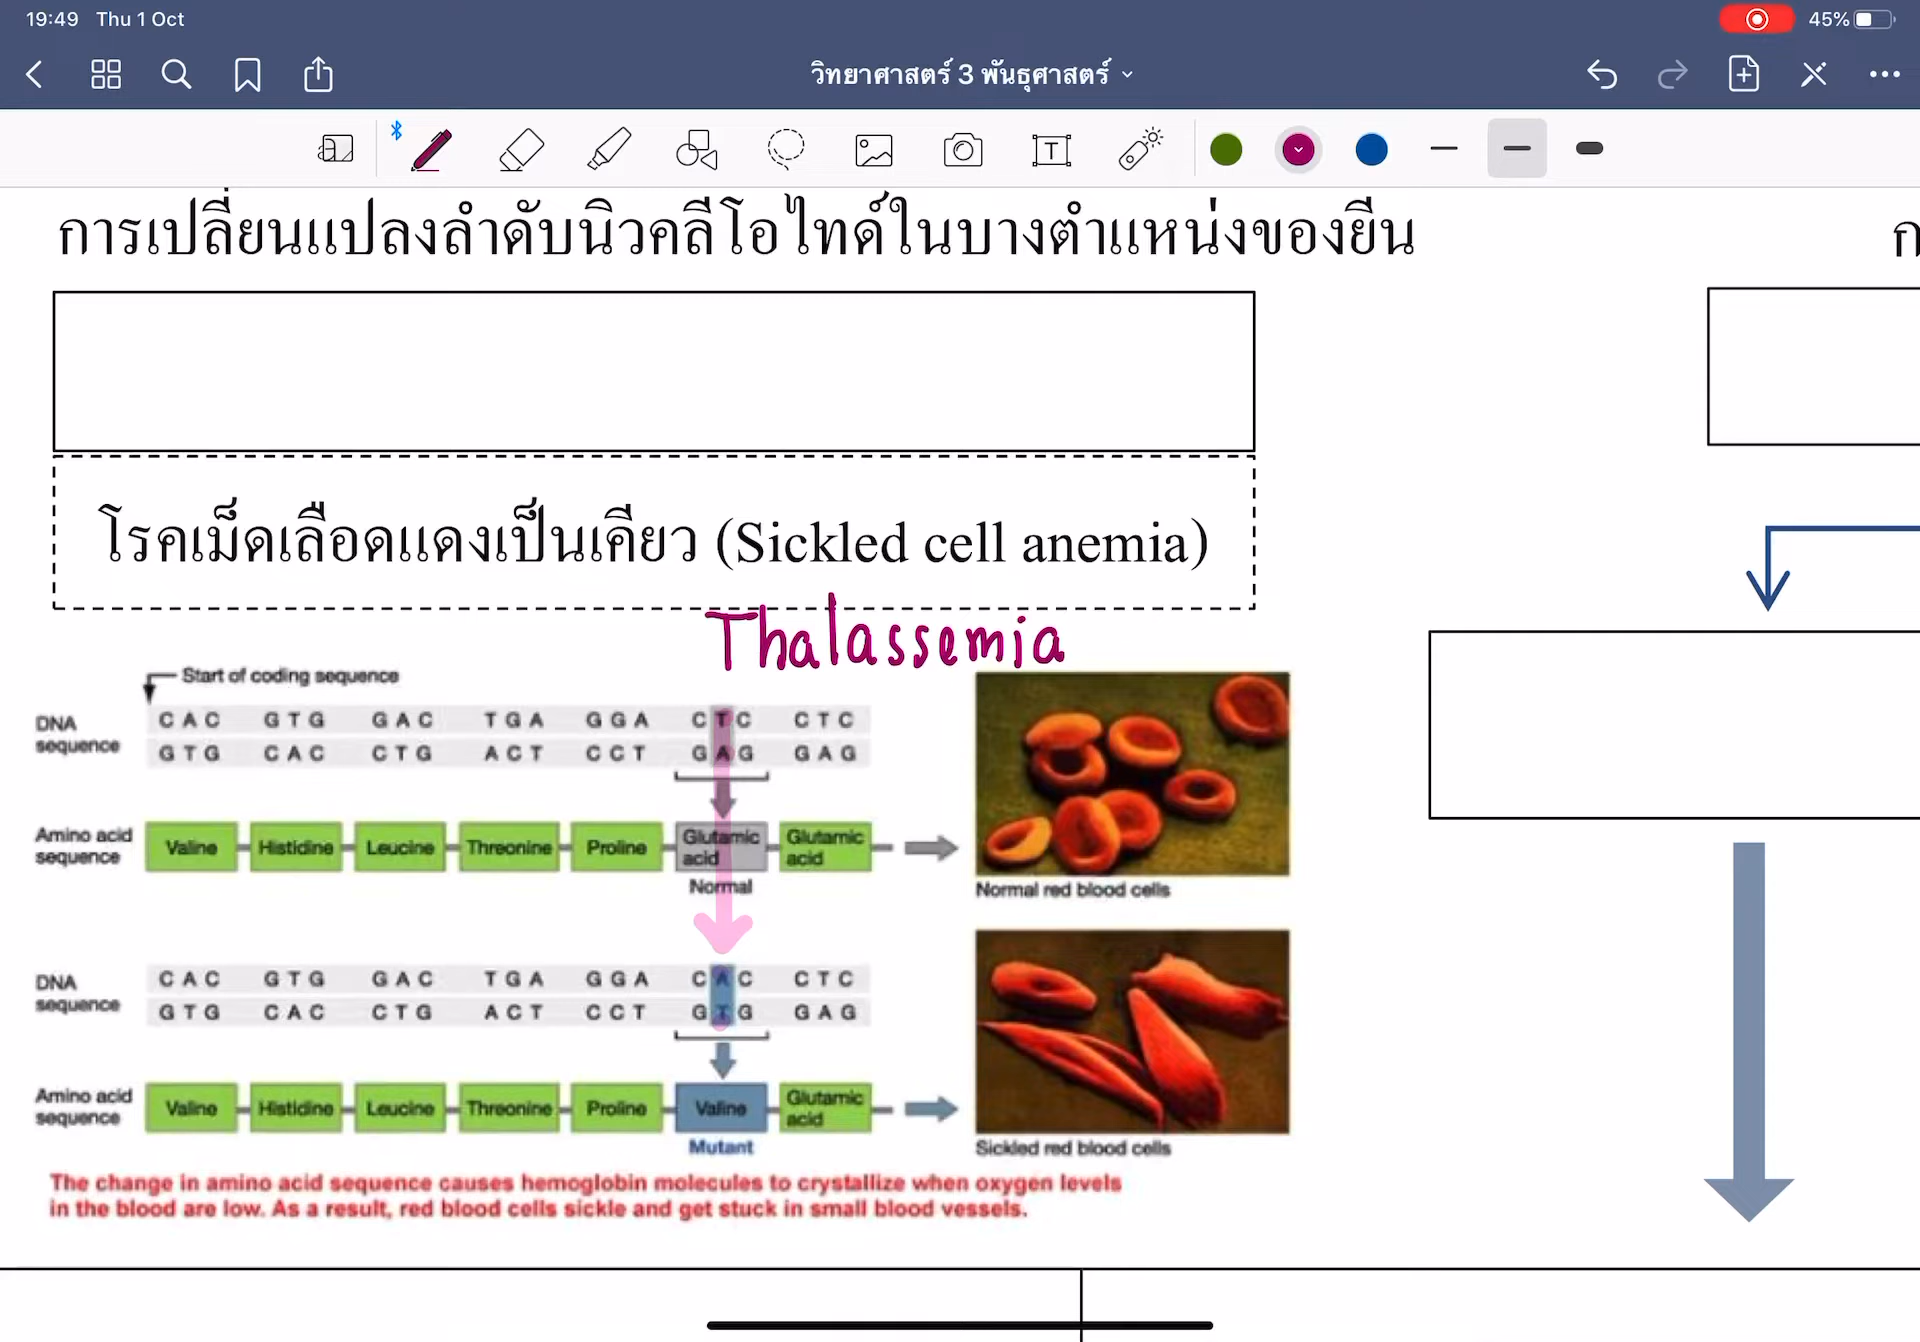 19:49 Thu 1 Oct
45%
วิทยาศาสตร์ 3 พันธุศาสตร์
การเปลี่ยนแปลงลำดับนิวคลีโอไทด์ในบางตำแหน่งของยีน
ก
โรคเม็ดเลือดแดงเป็นเคียว (Sickled cell anemia)
Thalassemia
Start of coding sequence
DNA sequence
CAC GTG GAC TGA GGA CTC CTC
GTG CAC CTG ACT CCT GAG GAG
Amino acid sequence
Valine Histidine Leucine Threonine Proline Glutamic acid Glutamic acid
Normal
Normal red blood cells
DNA sequence
CAC GTG GAC TGA GGA CAC CTC
GTG CAC CTG ACT CCT GTG GAG
Amino acid sequence
Valine Histidine Leucine Threonine Proline Valine Glutamic acid
Mutant
Sickled red blood cells
The change in amino acid sequence causes hemoglobin molecules to crystallize when oxygen levels
in the blood are low. As a result, red blood cells sickle and get stuck in small blood vessels.